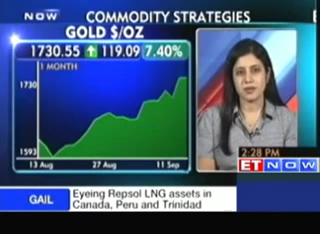 NOW
COMMODITY STRATEGIES
E
GOLD $/OZ
1730.55 119.09 7.40%
1 MONTH
1730
1593
13 Aug 27 Aug 11 Sep
2:28 PM
ET NOW
GAIL
Eyeing Repsol LNG assets in
Canada, Peru and Trinidad